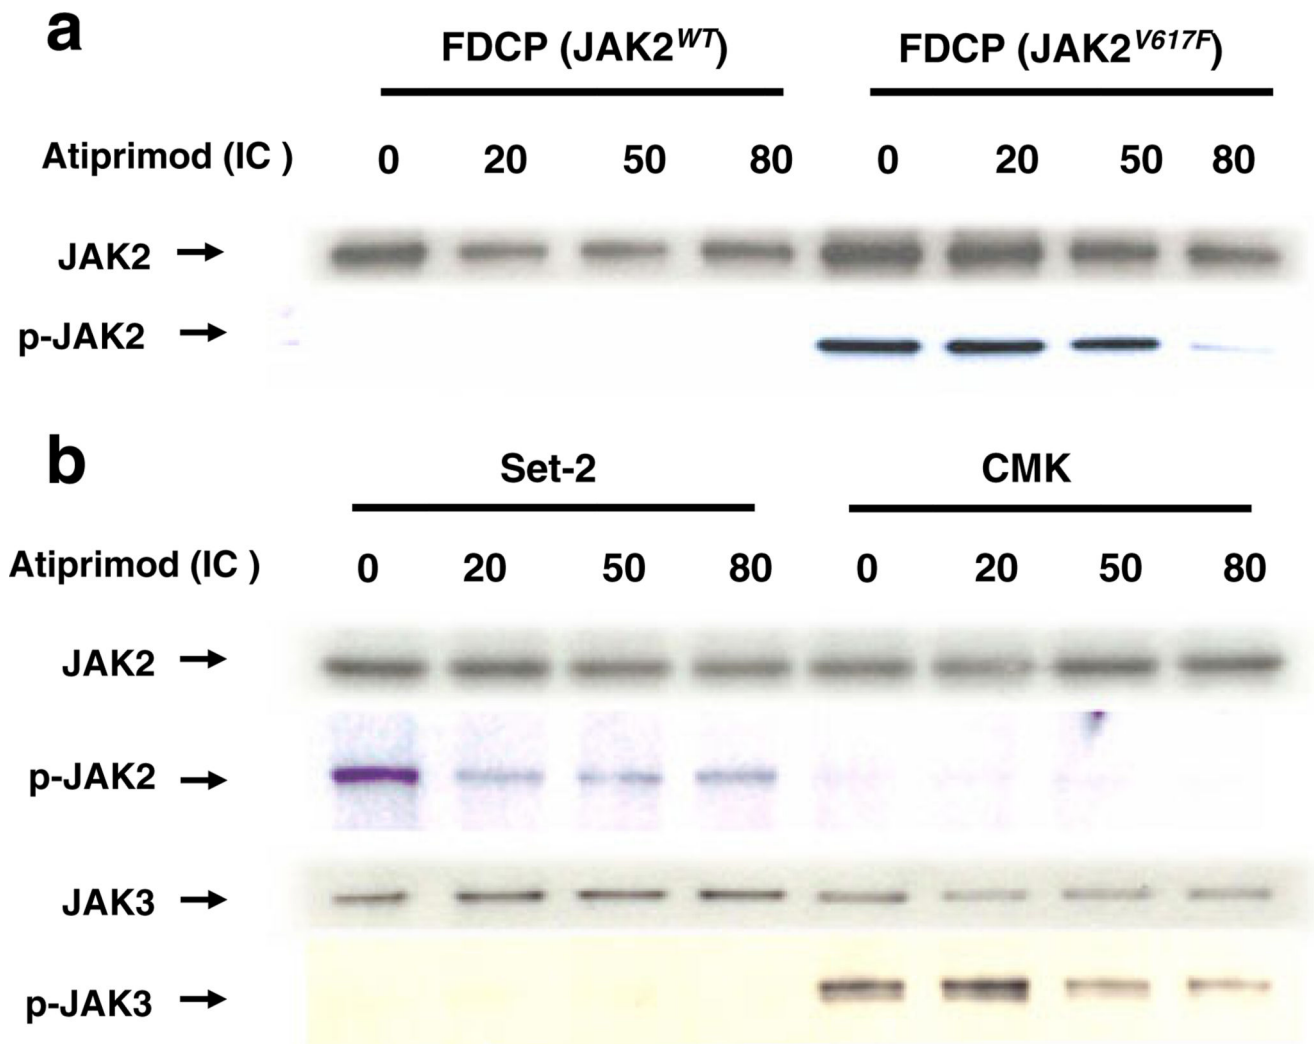 a
FDCP (JAK2WT) FDCP (JAK2V617F)
Atiprimod (IC ) 0 20 50 80 0 20 50 80
JAK2
p-JAK2
b
Set-2 CMK
Atiprimod (IC ) 0 20 50 80 0 20 50 80
JAK2
p-JAK2
JAK3
p-JAK3